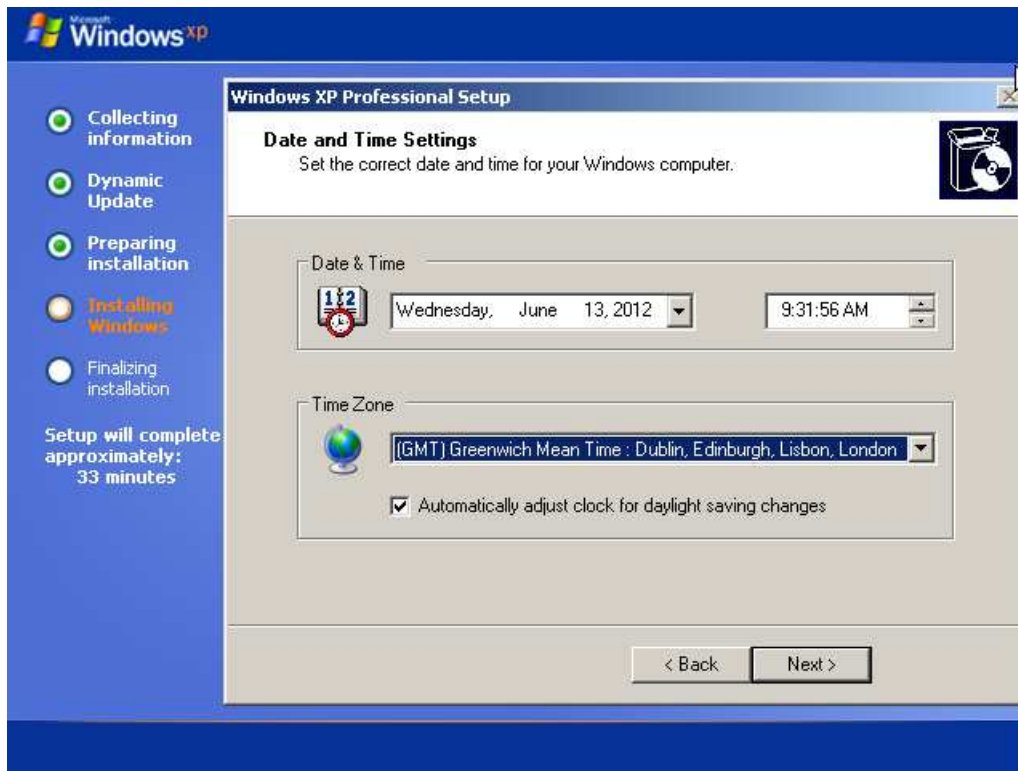 Microsoft
Windows xp
Collecting
information
Dynamic
Update
Preparing
installation
Installing
Windows
Finalizing
installation
Setup will complete
approximately:
33 minutes
Windows XP Professional Setup
Date and Time Settings
Set the correct date and time for your Windows computer.
Date & Time
Wednesday, June 13, 2012
9:31:56 AM
Time Zone
(GMT) Greenwich Mean Time : Dublin, Edinburgh, Lisbon, London
Automatically adjust clock for daylight saving changes
< Back
Next >